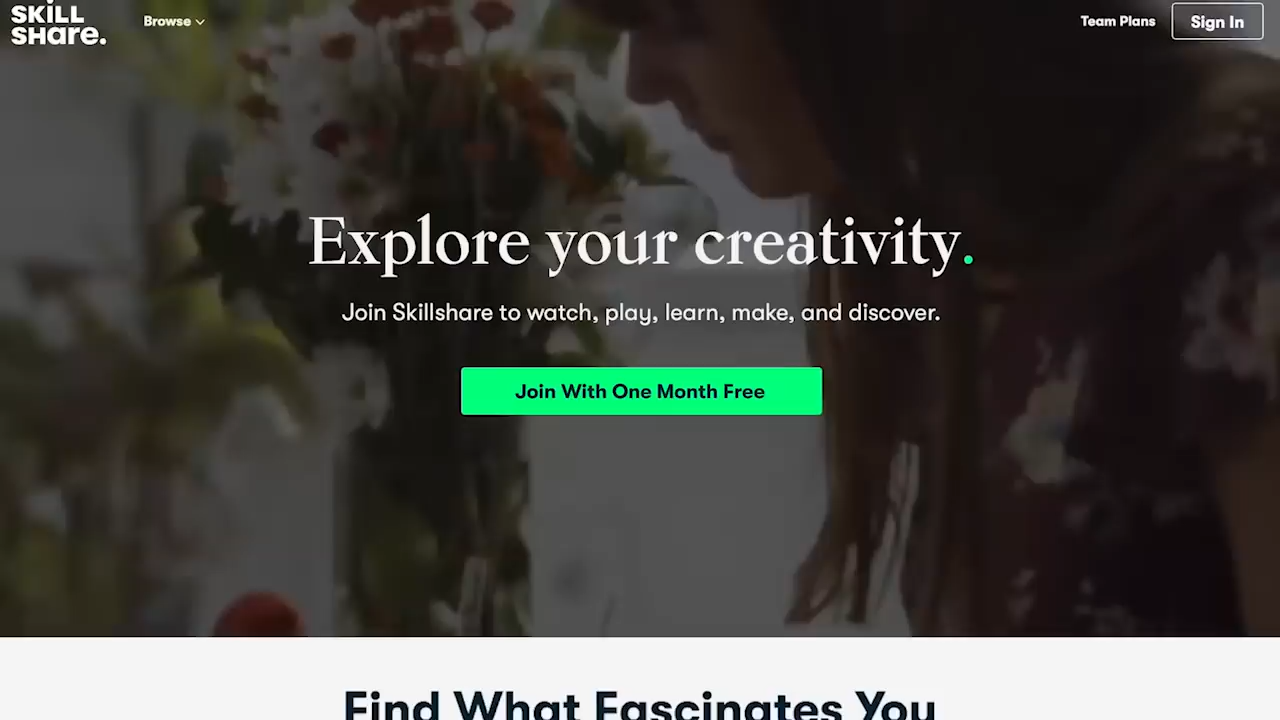 SKiLL
SHare.
Browse
Team Plans
Sign In
Explore your creativity.
Join Skillshare to watch, play, learn, make, and discover.
Join With One Month Free
Find What Fascinates You